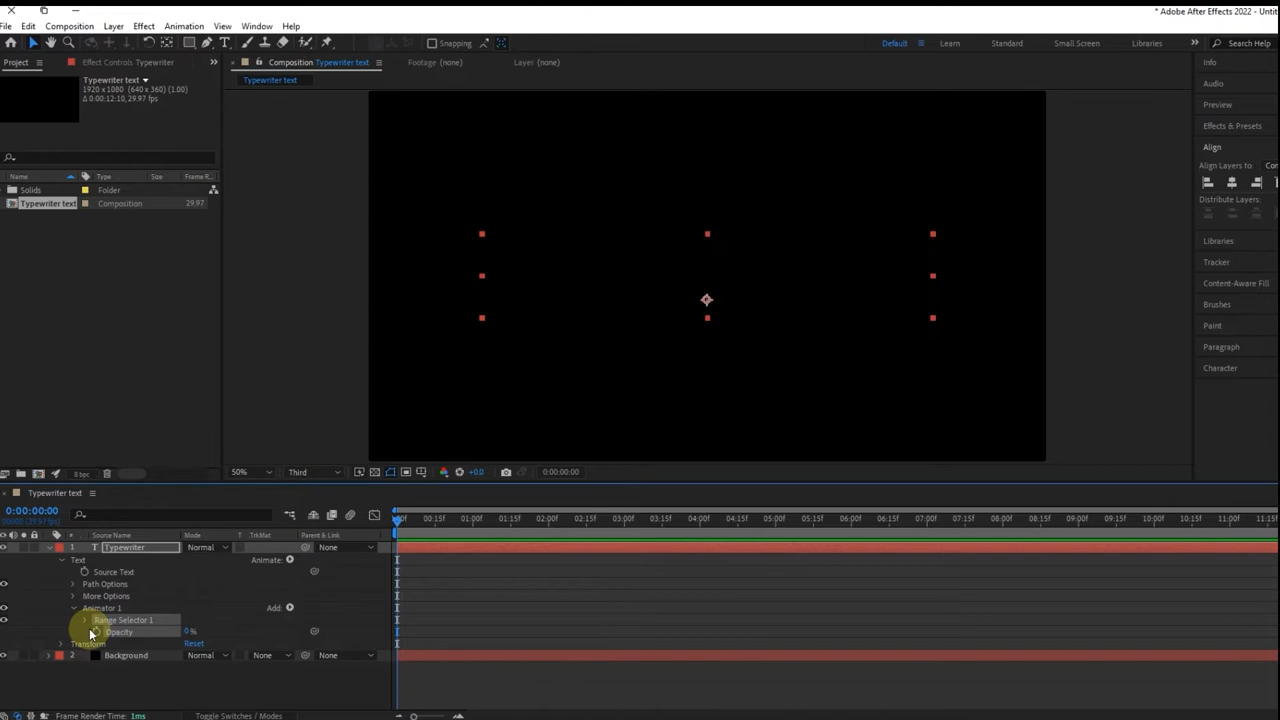 * Adobe After Effects 2022 - Untit
File Edit Composition Layer Effect Animation View Window Help
Snapping Default Learn Standard Small Screen Libraries Search Help
Project Effect Controls Typewriter Composition Typewriter text Footage (none) Layer (none) Info
Typewriter text
Typewriter text
1920 x 1080 (640 x 360) (1.00)
Δ 0:00:12:10, 29.97 fps
Audio
Preview
Effects & Presets
Align
Align Layers to:
Name Type Size Frame R...
Solids Folder
Typewriter text Composition 29.97
Distribute Layers:
Libraries
Tracker
Content-Aware Fill
Brushes
Paint
Paragraph
Character
8 bpc 50% Third +0.0 0:00:00:00
Typewriter text
0:00:00:00
00000 (29.97 fps)
:00f 00:15f 01:00f 01:15f 02:00f 02:15f 03:00f 03:15f 04:00f 04:15f 05:00f 05:15f 06:00f 06:15f 07:00f 07:15f 08:00f 08:15f 09:00f 09:15f 10:00f 10:15f 11:00f 11:15f
# Source Name Mode T .TrkMat Parent & Link
1 T Typewriter Normal None
Text Animate:
Source Text
Path Options
More Options
Animator 1 Add:
Range Selector 1
Opacity 0 %
Transform Reset
2 Background Normal None None
Frame Render Time: 1ms Toggle Switches / Modes